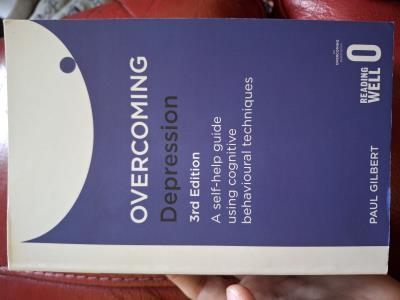 OVERCOMING
Depression
3rd Edition
A self-help guide
using cognitive
behavioural techniques
PAUL GILBERT
READING
WELL